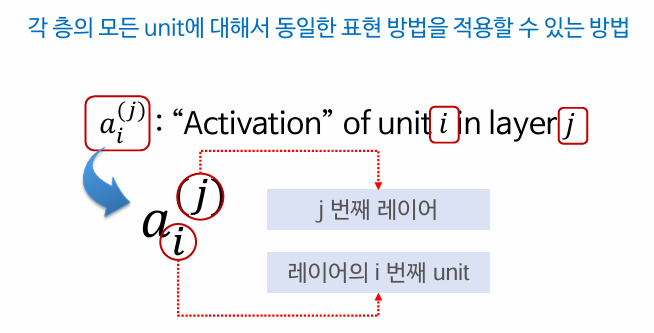 각 층의 모든 unit에 대해서 동일한 표현 방법을 적용할 수 있는 방법
a_i^(j) : “Activation” of unit i in layer j
a_i^(j)
j 번째 레이어
레이어의 i 번째 unit